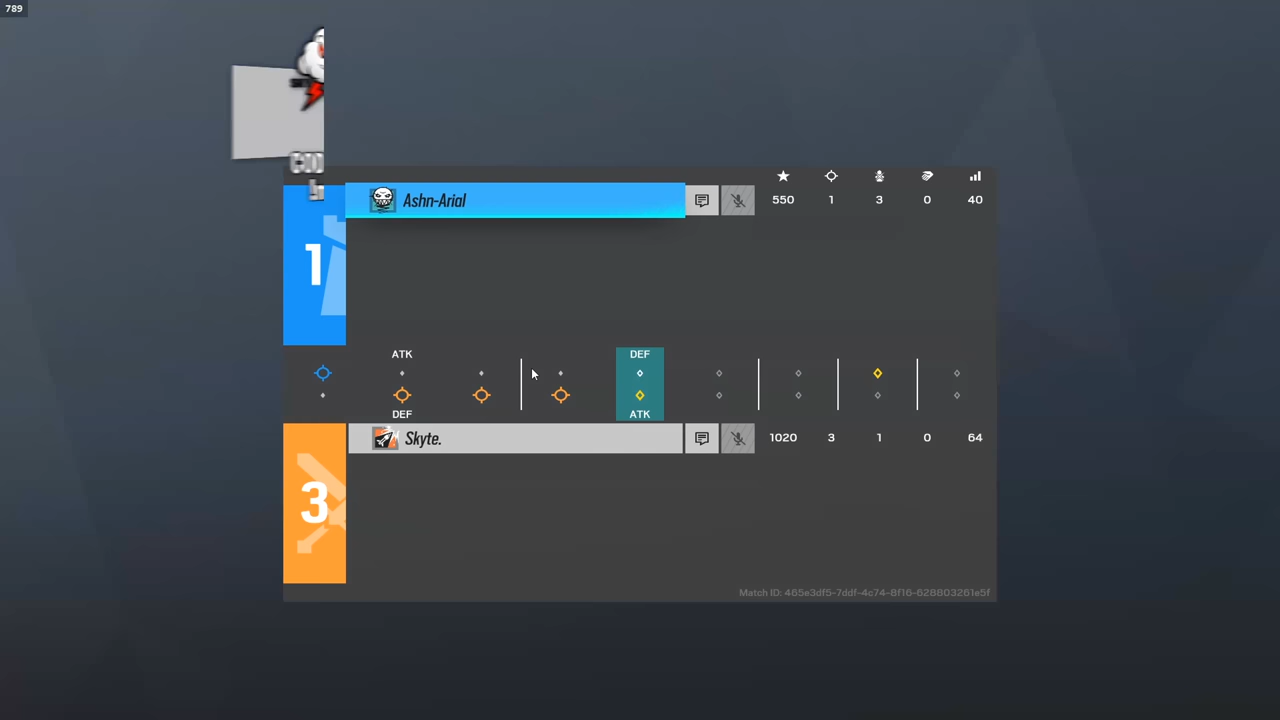 789
Ashn-Arial 550 1 3 0 40
1
ATK DEF
DEF ATK
Skyte. 1020 3 1 0 64
3
Match ID: 465e3df5-7ddf-4c74-8f16-628803261e5f